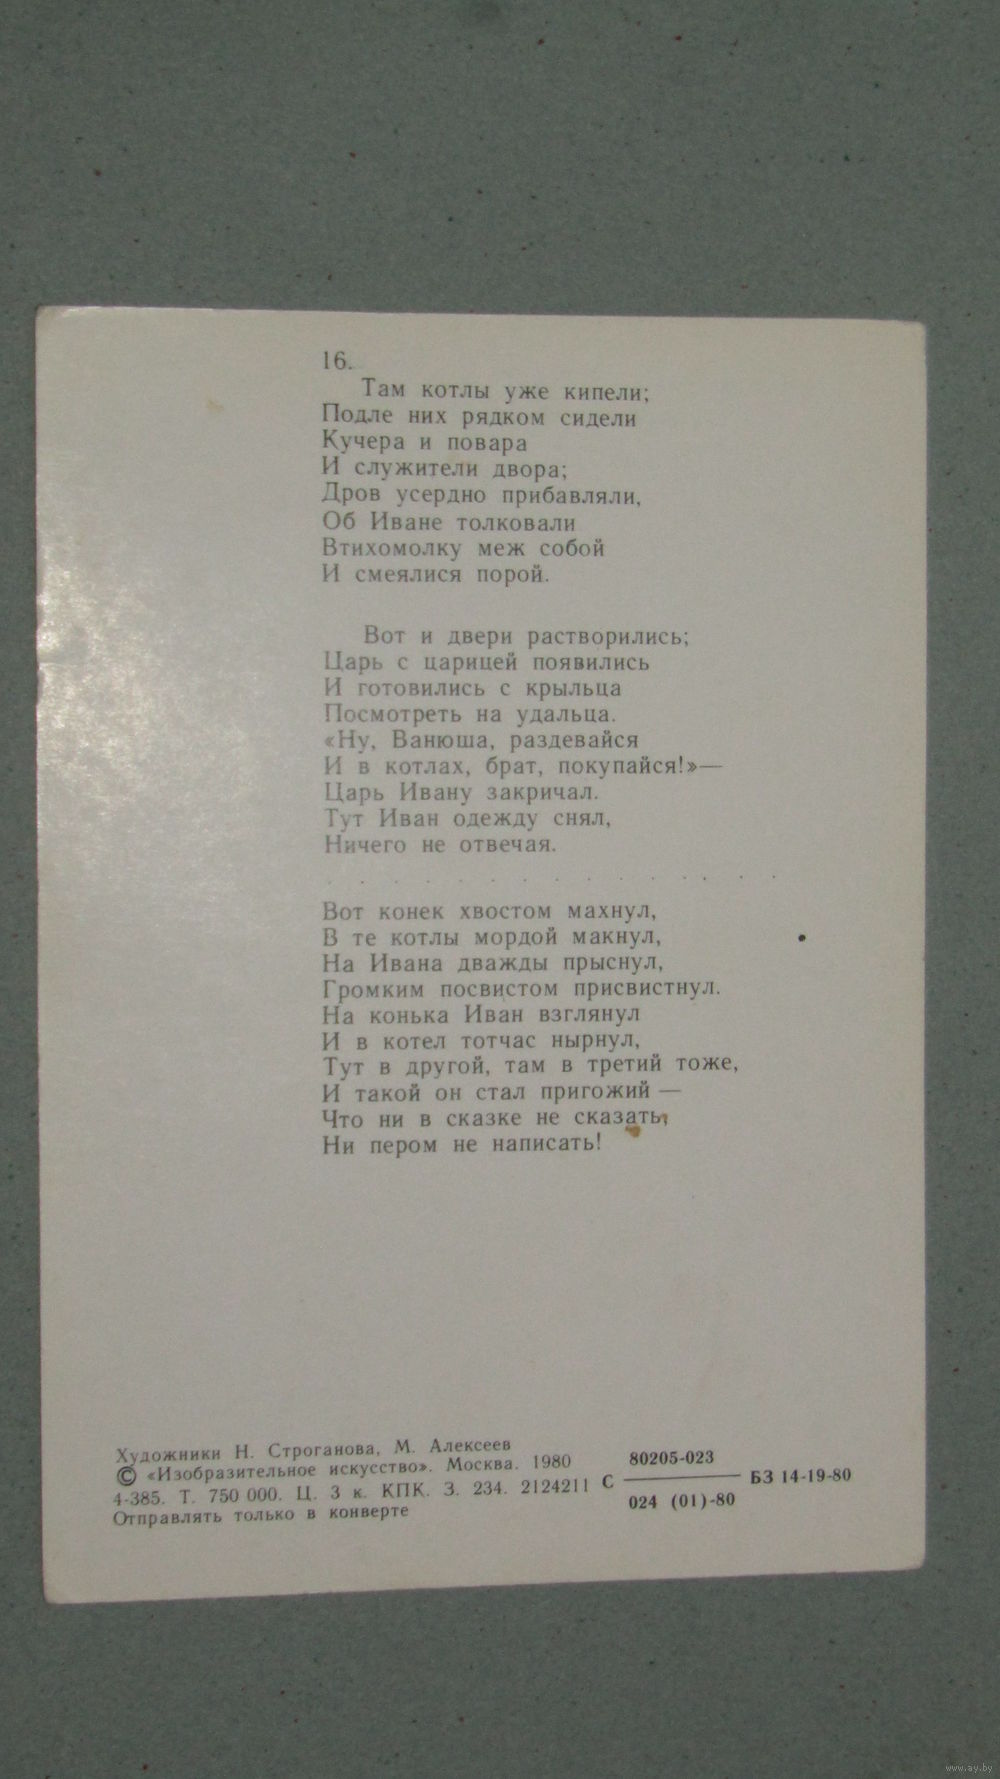 16.
Там котлы уже кипели;
Подле них рядком сидели
Кучера и повара
И служители двора;
Дров усердно прибавляли,
Об Иване толковали
Втихомолку меж собой
И смеялися порой.
Вот и двери растворились;
Царь с царицей появились
И готовились с крыльца
Посмотреть на удальца.
«Ну, Ванюша, раздевайся
И в котлах, брат, покупайся!»—
Царь Ивану закричал.
Тут Иван одежду снял,
Ничего не отвечая.
. . . . . . . . . . . . . . .
Вот конек хвостом махнул,
В те котлы мордой макнул,
На Ивана дважды прыснул,
Громким посвистом присвистнул.
На конька Иван взглянул
И в котел тотчас нырнул,
Тут в другой, там в третий тоже,
И такой он стал пригожий —
Что ни в сказке не сказать,
Ни пером не написать!
Художники Н. Строганова, М. Алексеев
© «Изобразительное искусство». Москва. 1980
4-385. Т. 750 000. Ц. 3 к. КПК. З. 234. 2124211
Отправлять только в конверте
С 80205-023
024 (01)-80
БЗ 14-19-80
www.ay.by